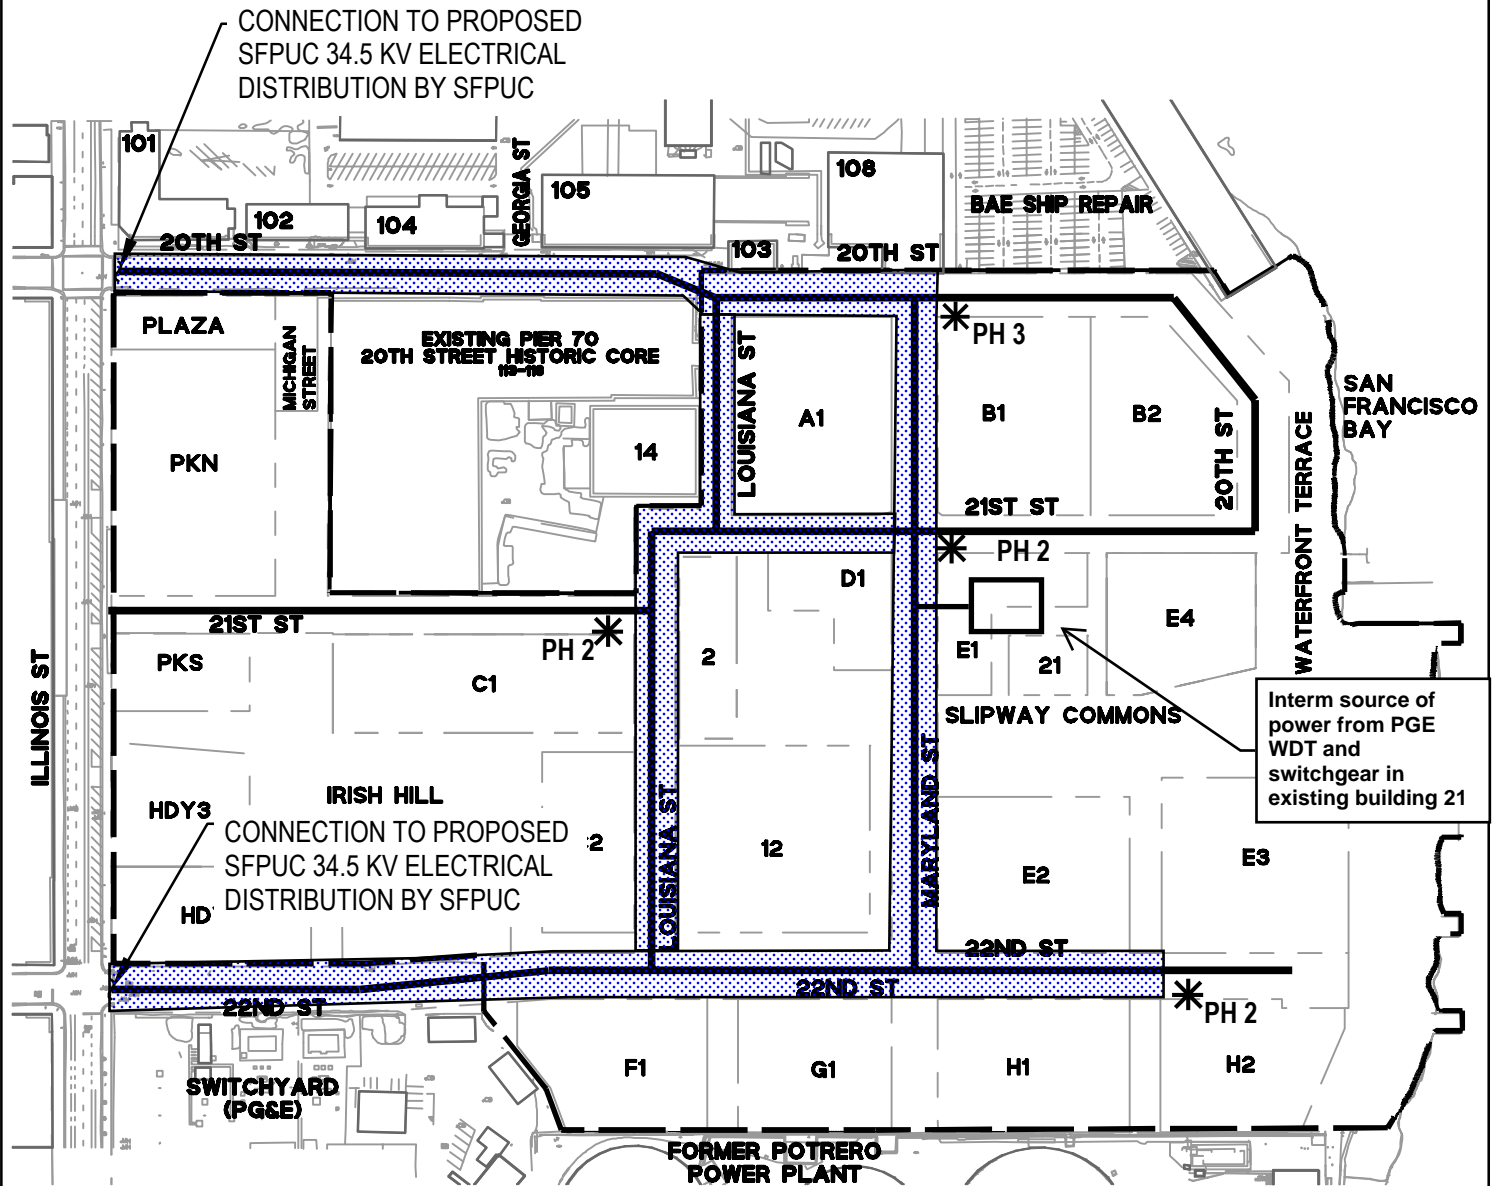 CONNECTION TO PROPOSED
SFPUC 34.5 KV ELECTRICAL
DISTRIBUTION BY SFPUC
101
102
104
GEORGIA ST
105
103
108
BAE SHIP REPAIR
20TH ST
20TH ST
PLAZA
MICHIGAN
STREET
EXISTING PIER 70
20TH STREET HISTORIC CORE
LOUISIANA ST
PH 3
PKN
14
A1
B1
B2
20TH ST
21ST ST
WATERFRONT TERRACE
SAN
FRANCISCO
BAY
PH 2
D1
21ST ST
PH 2
PKS
C1
2
E1
21
E4
SLIPWAY COMMONS
Interm source of
power from PGE
WDT and
switchgear in
existing building 21
ILLINOIS ST
HDY3
IRISH HILL
CONNECTION TO PROPOSED
SFPUC 34.5 KV ELECTRICAL
DISTRIBUTION BY SFPUC
2
HD
LOUISIANA ST
12
MARYLAND ST
E2
E3
22ND ST
22ND ST
22ND ST
PH 2
SWITCHYARD
(PG&E)
F1
G1
H1
H2
FORMER POTRERO
POWER PLANT